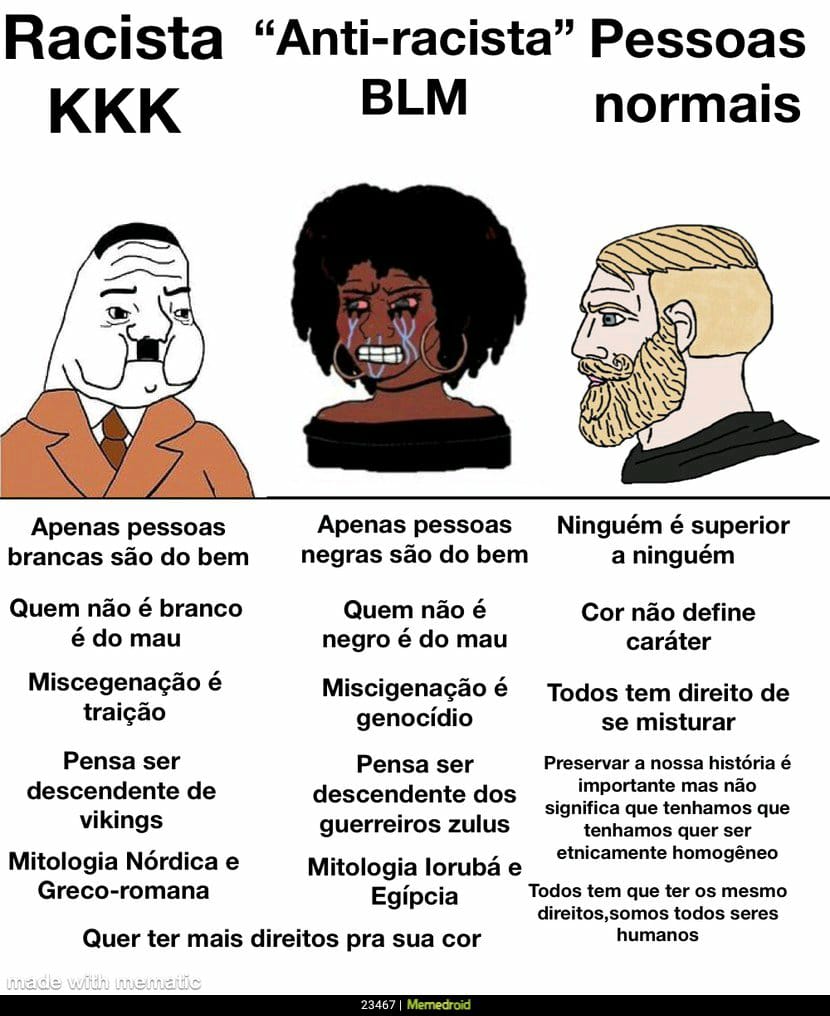 Racista
KKK
“Anti-racista”
BLM
Pessoas
normais
Apenas pessoas
brancas são do bem
Quem não é branco
é do mau
Miscegenação é
traição
Pensa ser
descendente de
vikings
Mitologia Nórdica e
Greco-romana
Apenas pessoas
negras são do bem
Quem não é
negro é do mau
Miscigenação é
genocídio
Pensa ser
descendente dos
guerreiros zulus
Mitologia Iorubá e
Egípcia
Quer ter mais direitos pra sua cor
Ninguém é superior
a ninguém
Cor não define
caráter
Todos tem direito de
se misturar
Preservar a nossa história é
importante mas não
significa que tenhamos que
tenhamos quer ser
etnicamente homogêneo
Todos tem que ter os mesmo
direitos,somos todos seres
humanos
made with mematic
23467 | Memedroid